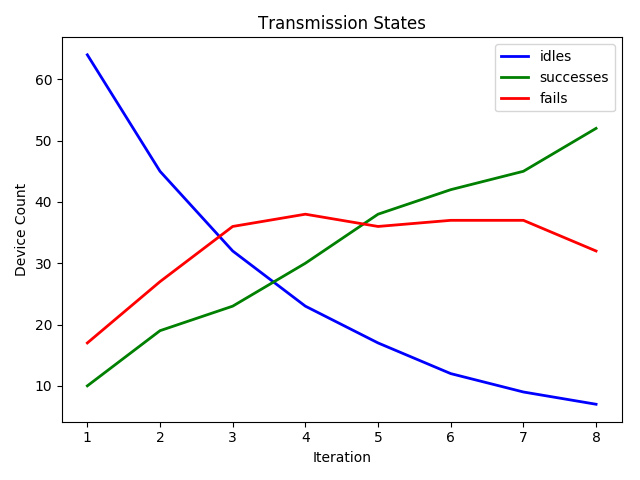 Transmission States
idles
successes
fails
Device Count
60
50
40
30
20
10
1 2 3 4 5 6 7 8
Iteration